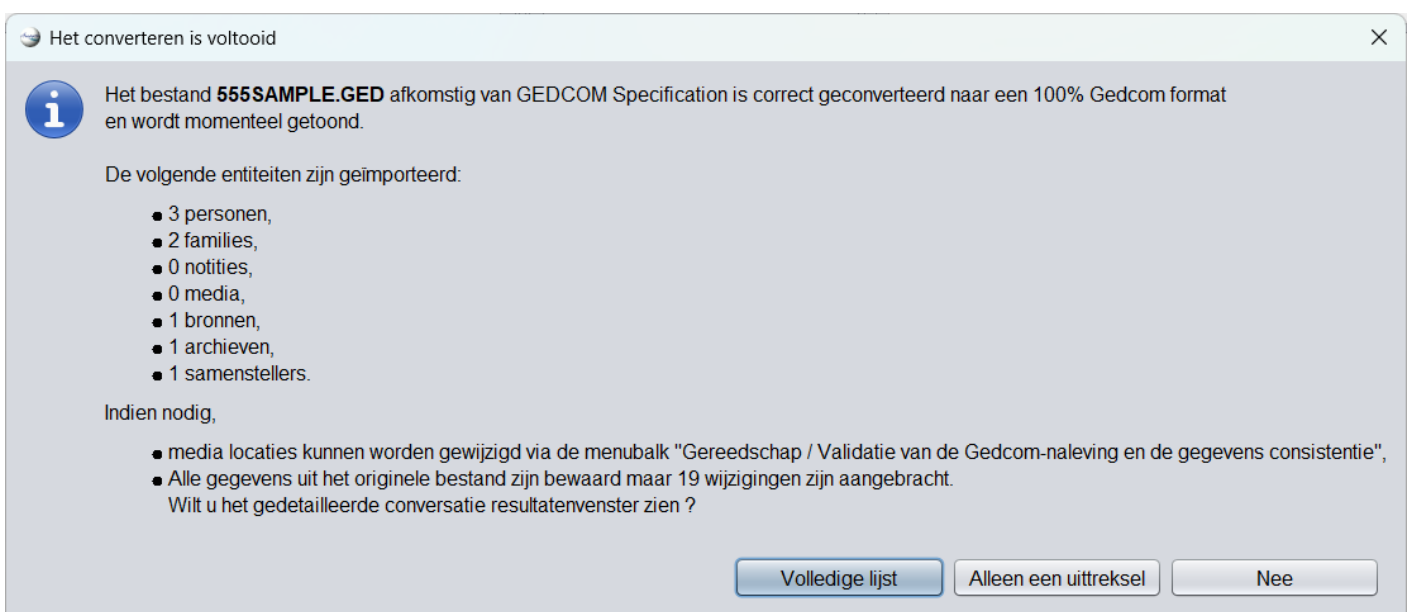 Het converteren is voltooid
Het bestand 555SAMPLE.GED afkomstig van GEDCOM Specification is correct geconverteerd naar een 100% Gedcom format
en wordt momenteel getoond.
De volgende entiteiten zijn geïmporteerd:
• 3 personen,
• 2 families,
• 0 notities,
• 0 media,
• 1 bronnen,
• 1 archieven,
• 1 samenstellers.
Indien nodig,
• media locaties kunnen worden gewijzigd via de menubalk "Gereedschap / Validatie van de Gedcom-naleving en de gegevens consistentie",
• Alle gegevens uit het originele bestand zijn bewaard maar 19 wijzigingen zijn aangebracht.
Wilt u het gedetailleerde conversatie resultatenvenster zien ?
Volledige lijst Alleen een uittreksel Nee